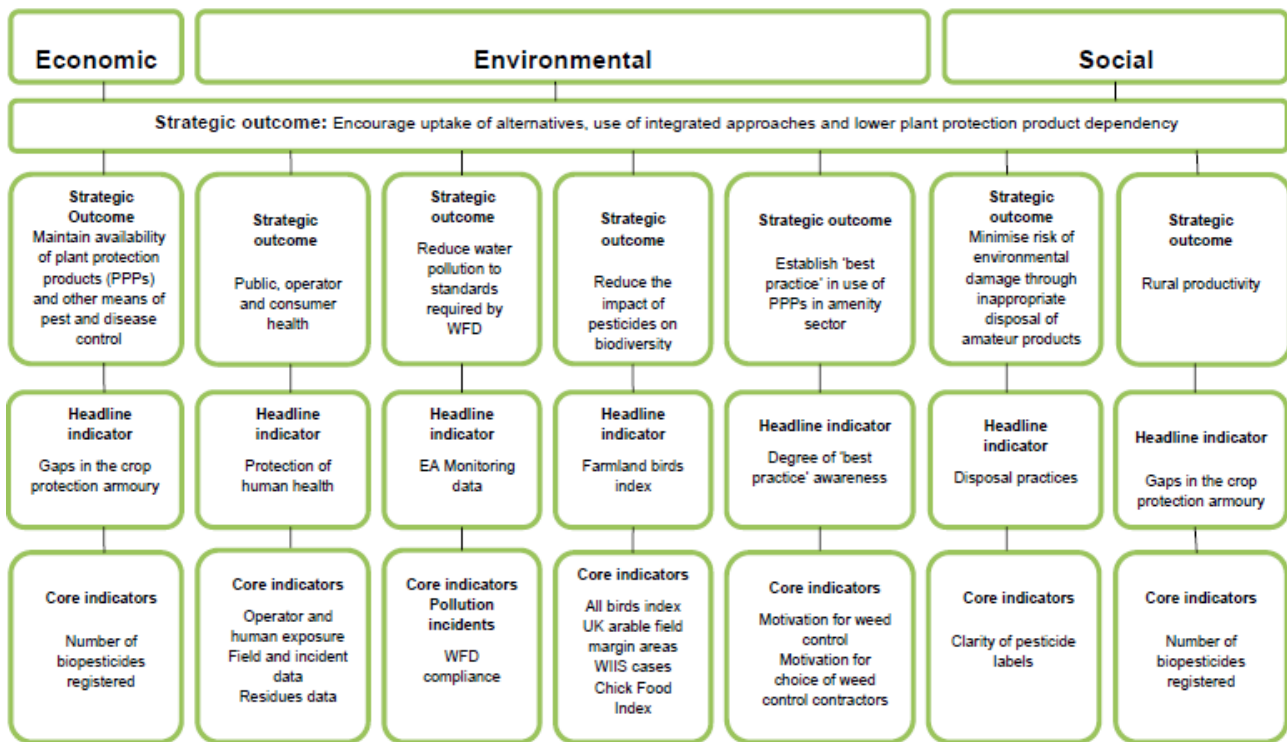 Economic
Environmental
Social
Strategic outcome: Encourage uptake of alternatives, use of integrated approaches and lower plant protection product dependency
Strategic
Outcome
Maintain availability
of plant protection
products (PPPs)
and other means of
pest and disease
control
Strategic
outcome
Public, operator
and consumer
health
Strategic
outcome
Reduce water
pollution to
standards
required by
WFD
Strategic
outcome
Reduce the
impact of
pesticides on
biodiversity
Strategic outcome
Establish 'best
practice' in use of
PPPs in amenity
sector
Strategic
outcome
Minimise risk of
environmental
damage through
inappropriate
disposal of
amateur products
Strategic
outcome
Rural productivity
Headline
indicator
Gaps in the crop
protection armoury
Headline
indicator
Protection of
human health
Headline
indicator
EA Monitoring
data
Headline
indicator
Farmland birds
index
Headline indicator
Degree of 'best
practice' awareness
Headline
indicator
Disposal practices
Headline indicator
Gaps in the crop
protection armoury
Core indicators
Number of
biopesticides
registered
Core indicators
Operator and
human exposure
Field and incident
data
Residues data
Core indicators
Pollution
incidents
WFD
compliance
Core indicators
All birds index
UK arable field
margin areas
WIIS cases
Chick Food
Index
Core indicators
Motivation for weed
control
Motivation for
choice of weed
control contractors
Core indicators
Clarity of pesticide
labels
Core indicators
Number of
biopesticides
registered